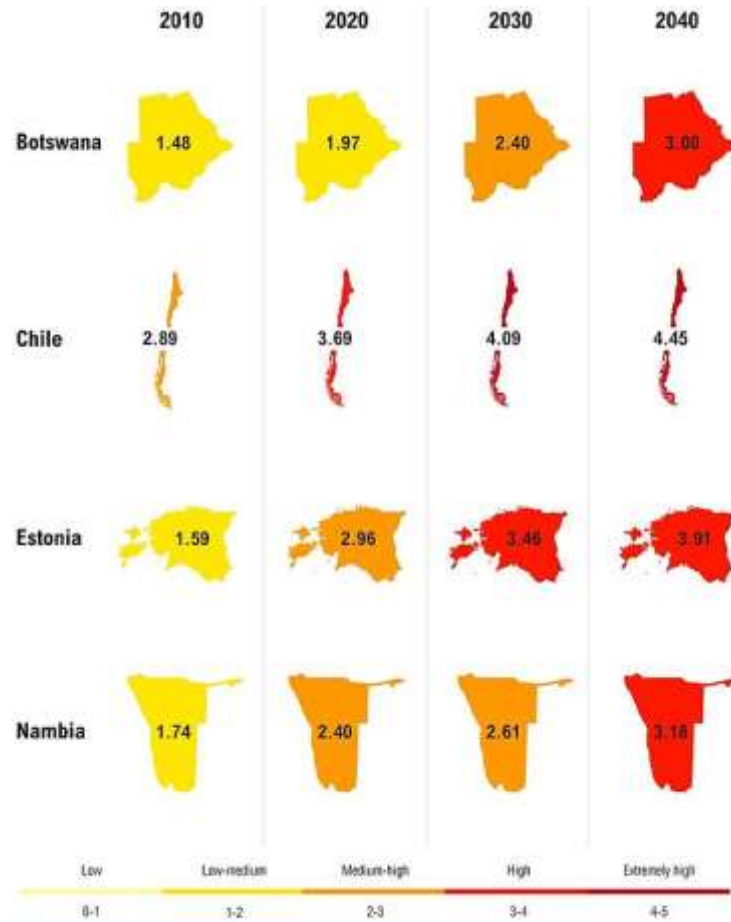 2010 2020 2030 2040
Botswana 1.48 1.97 2.40 3.00
Chile 2.89 3.69 4.09 4.45
Estonia 1.59 2.96 3.46 3.91
Nambia 1.74 2.40 2.61 3.18
Low Low-medium Medium-high High Extremely high
0-1 1-2 2-3 3-4 4-5